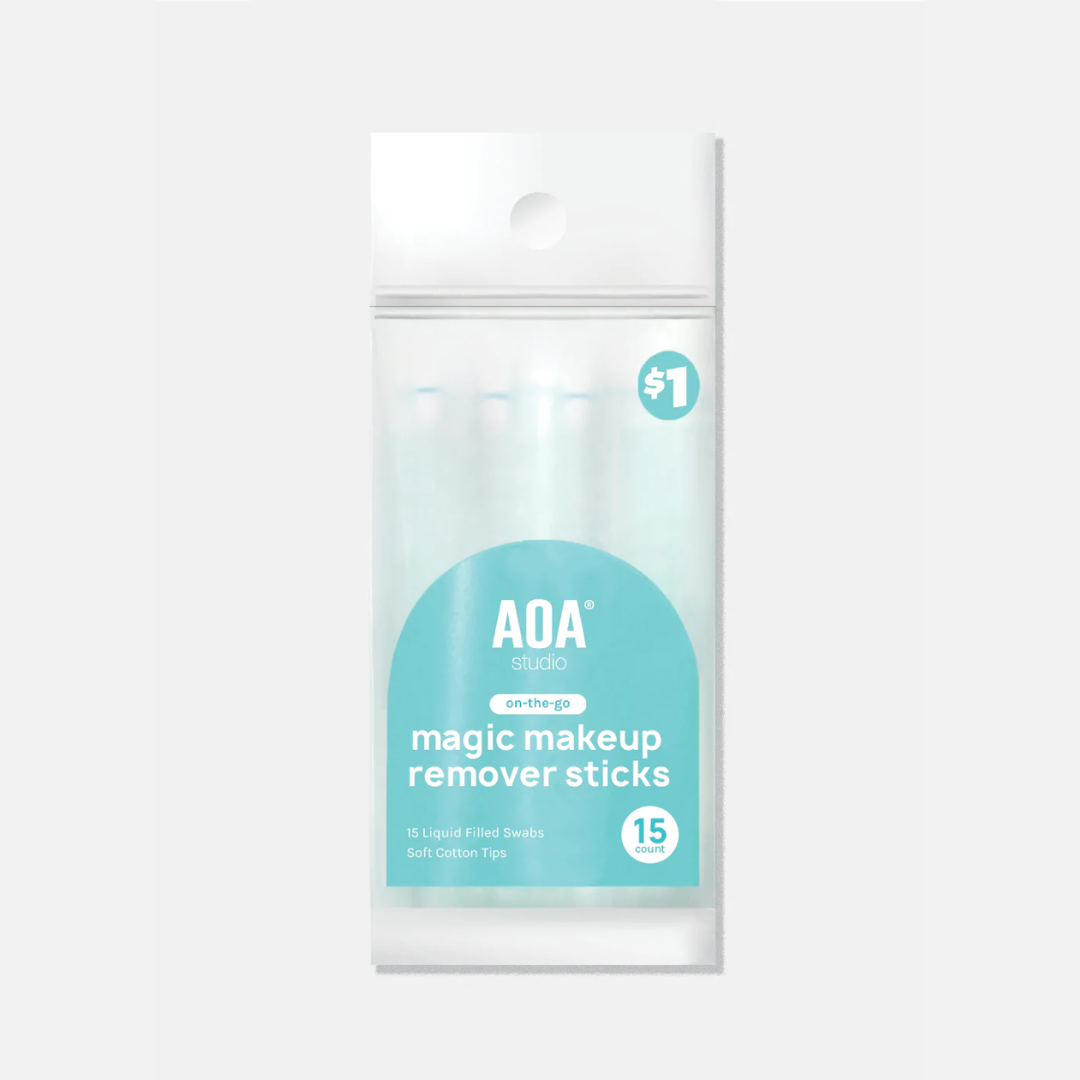 $1
AOA®
studio
on-the-go
magic makeup
remover sticks
15 Liquid Filled Swabs
Soft Cotton Tips
15
count